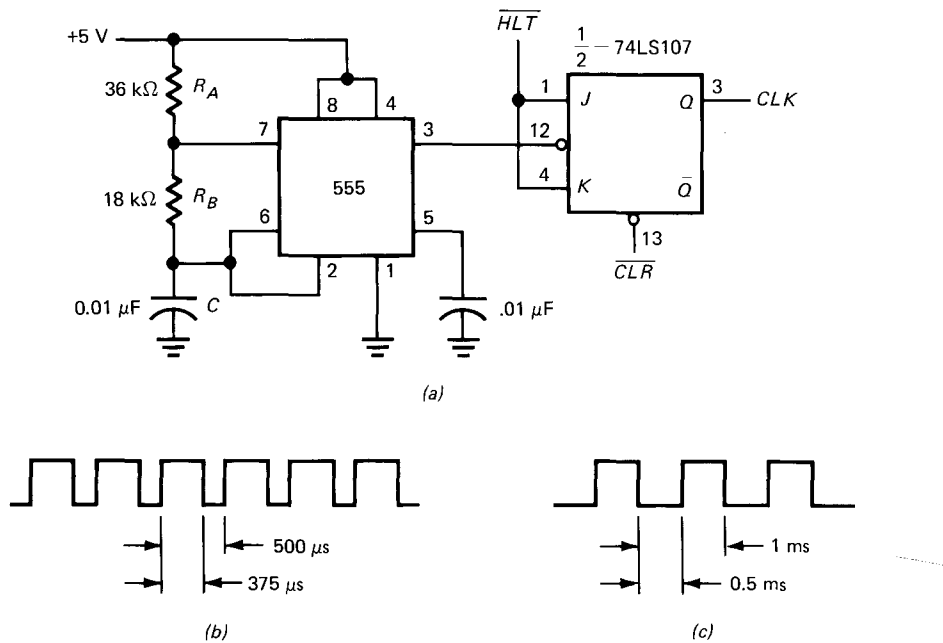 HLT
1/2 – 74LS107
+5 V
36 kΩ R_A
8 4
1 J Q 3 CLK
7 3 12
555
4 K Q̅
18 kΩ R_B
6 5
13
2 1
CLR
0.01 μF C
.01 μF
(a)
500 μs
375 μs
1 ms
0.5 ms
(b)
(c)